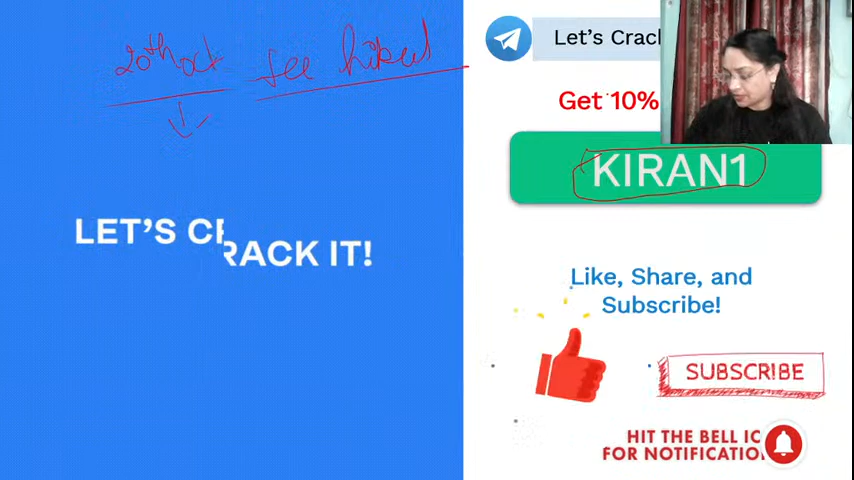 20th oct fee hiked
LET'S CRACK IT!
Let's Crack
Get 10%
KIRAN1
Like, Share, and
Subscribe!
SUBSCRIBE
HIT THE BELL IC
FOR NOTIFICATIO